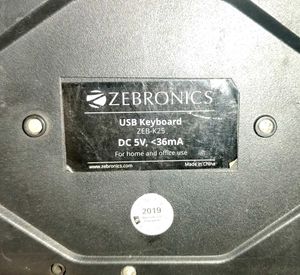 ZEBRONICS
USB Keyboard
ZEB-K25
DC 5V, <36mA
For home and office use
www.zebronics.com Made in China
2019